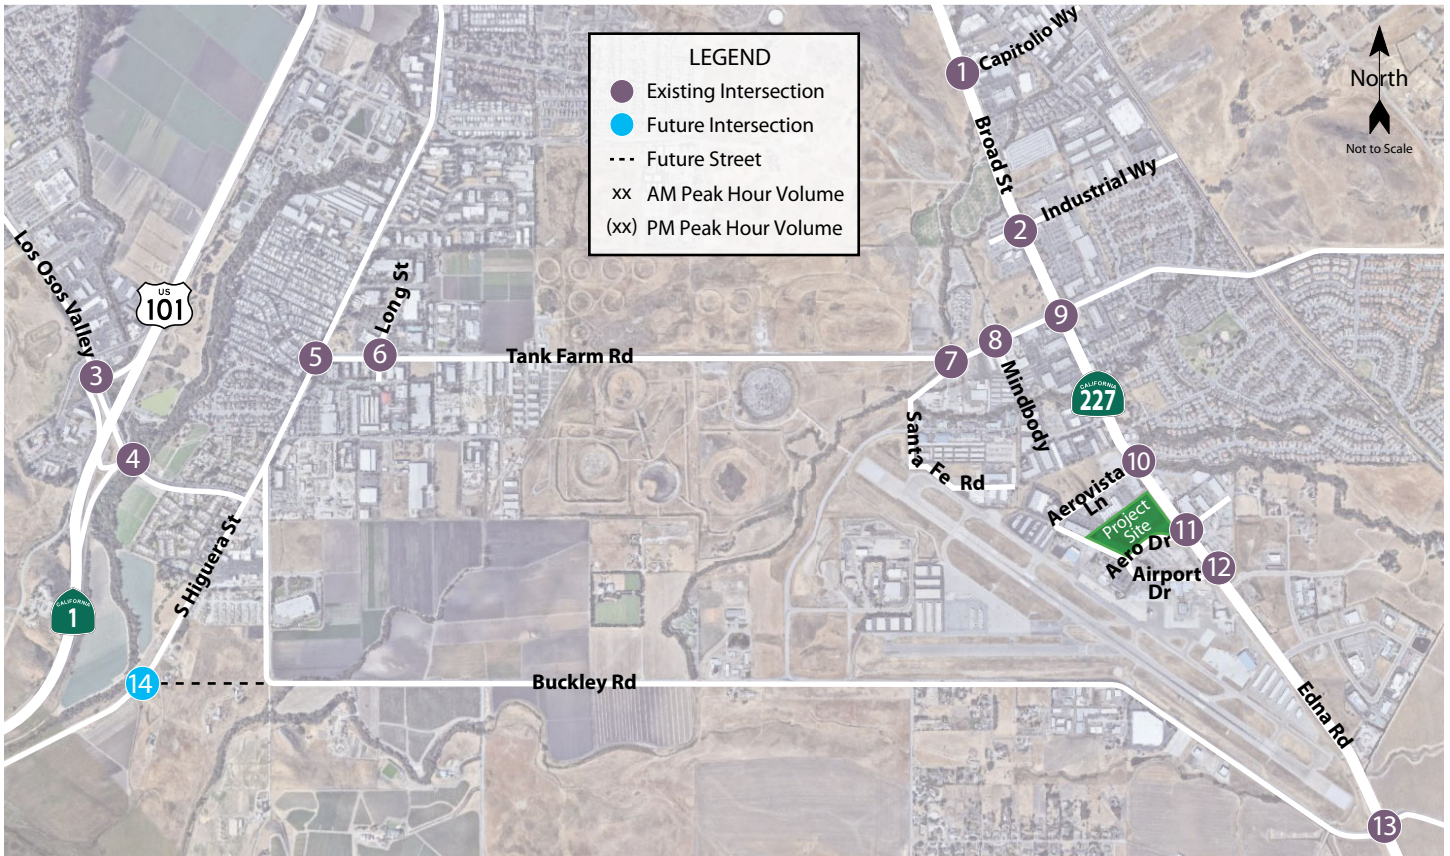 Capitolio Wy
1
Broad St
LEGEND
Existing Intersection
Future Intersection
Future Street
xx AM Peak Hour Volume
(xx) PM Peak Hour Volume
North
Not to Scale
Industrial Wy
2
Los Osos Valley
US
101
Long St
3
4
5
6
Tank Farm Rd
7
8
9
Mindbody
CALIFORNIA
227
Santa Fe Rd
10
Aerovista
Ln
Project
Site
11
Aero Dr
12
Airport
Dr
S Higuera St
CALIFORNIA
1
14
Buckley Rd
Edna Rd
13